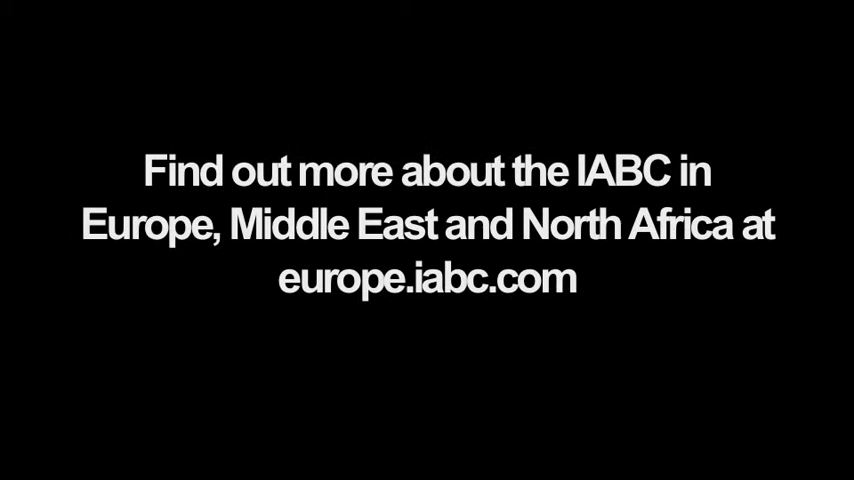 Find out more about the IABC in
Europe, Middle East and North Africa at
europe.iabc.com